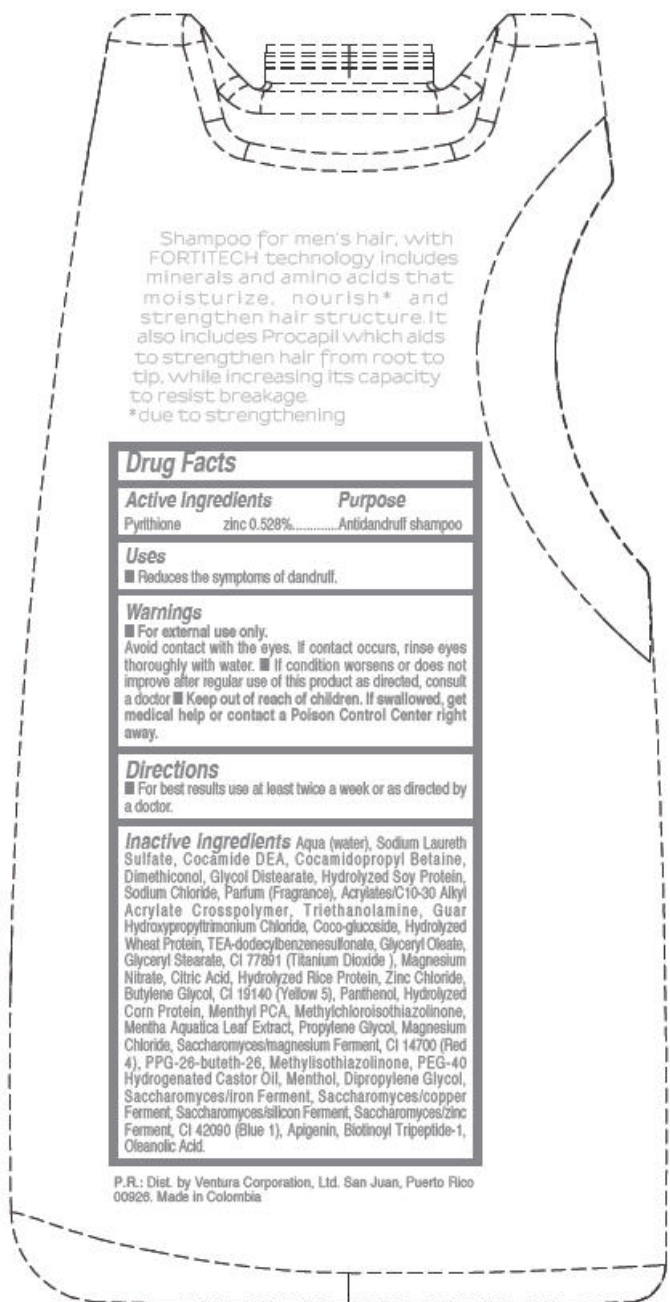 Shampoo for men's hair, with
FORTITECH technology includes
minerals and amino acids that
moisturize, nourish* and
strengthen hair structure. It
also includes Procapil which aids
to strengthen hair from root to
tip, while increasing its capacity
to resist breakage.
*due to strengthening
Drug Facts
Active Ingredients Purpose
Pyrithione zinc 0.528%.............Antidandruff shampoo
Uses
■ Reduces the symptoms of dandruff.
Warnings
■ For external use only.
Avoid contact with the eyes. If contact occurs, rinse eyes
thoroughly with water. ■ If condition worsens or does not
improve after regular use of this product as directed, consult
a doctor ■ Keep out of reach of children. If swallowed, get
medical help or contact a Poison Control Center right
away.
Directions
■ For best results use at least twice a week or as directed by
a doctor.
Inactive ingredients Aqua (water), Sodium Laureth
Sulfate, Cocamide DEA, Cocamidopropyl Betaine,
Dimethiconol, Glycol Distearate, Hydrolyzed Soy Protein,
Sodium Chloride, Parfum (Fragrance), Acrylates/C10-30 Alkyl
Acrylate Crosspolymer, Triethanolamine, Guar
Hydroxypropyltrimonium Chloride, Coco-glucoside, Hydrolyzed
Wheat Protein, TEA-dodecylbenzenesulfonate, Glyceryl Oleate,
Glyceryl Stearate, CI 77891 (Titanium Dioxide ), Magnesium
Nitrate, Citric Acid, Hydrolyzed Rice Protein, Zinc Chloride,
Butylene Glycol, CI 19140 (Yellow 5), Panthenol, Hydrolyzed
Corn Protein, Menthyl PCA, Methylchloroisothiazolinone,
Mentha Aquatica Leaf Extract, Propylene Glycol, Magnesium
Chloride, Saccharomyces/magnesium Ferment, CI 14700 (Red
4), PPG-26-buteth-26, Methylisothiazolinone, PEG-40
Hydrogenated Castor Oil, Menthol, Dipropylene Glycol,
Saccharomyces/iron Ferment, Saccharomyces/copper
Ferment, Saccharomyces/silicon Ferment, Saccharomyces/zinc
Ferment, CI 42090 (Blue 1), Apigenin, Biotinoyl Tripeptide-1,
Oleanolic Acid.
P.R.: Dist. by Ventura Corporation, Ltd. San Juan, Puerto Rico
00926. Made in Colombia